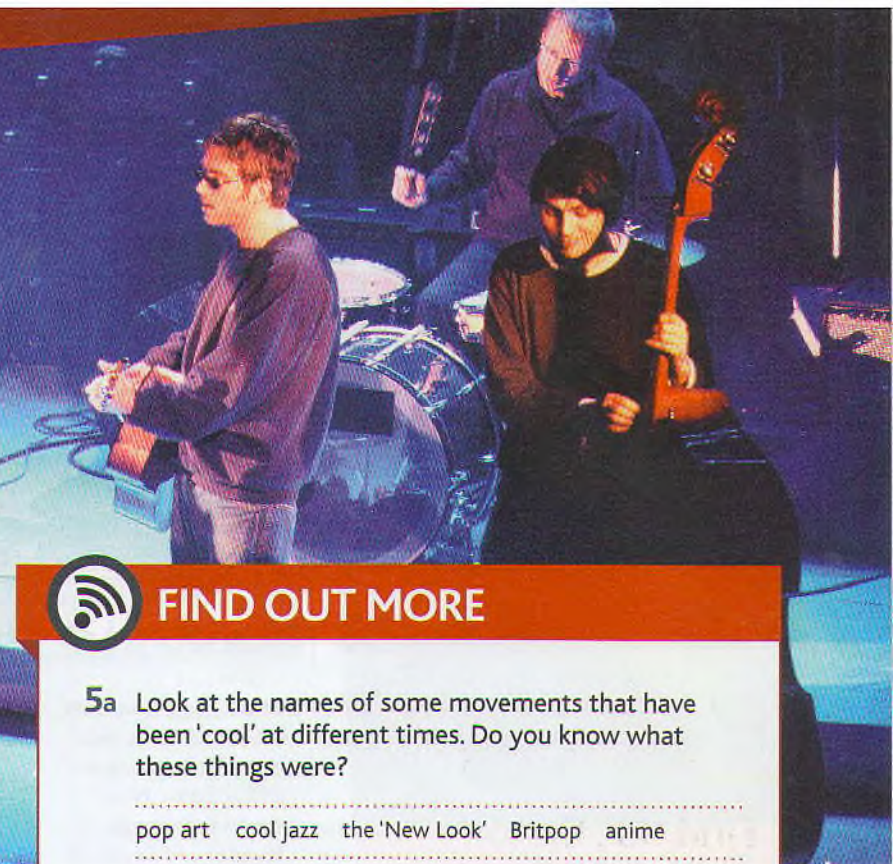 FIND OUT MORE
5a Look at the names of some movements that have
been 'cool' at different times. Do you know what
these things were?
pop art cool jazz the 'New Look' Britpop anime